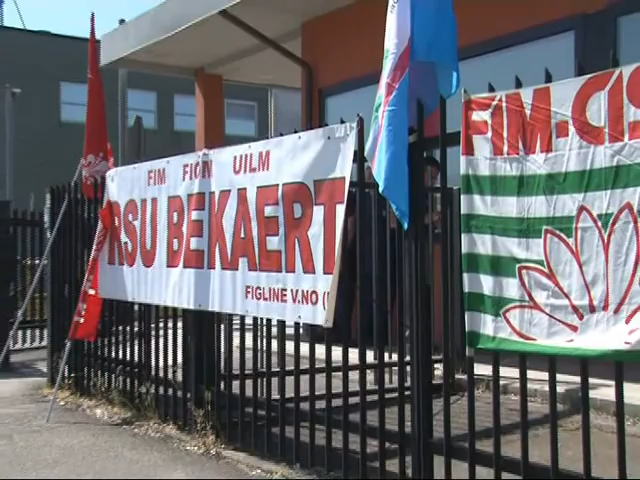 FIM FIOM UILM
RSU BEKAERT
FIGLINE V.NO (
FIM-CIS